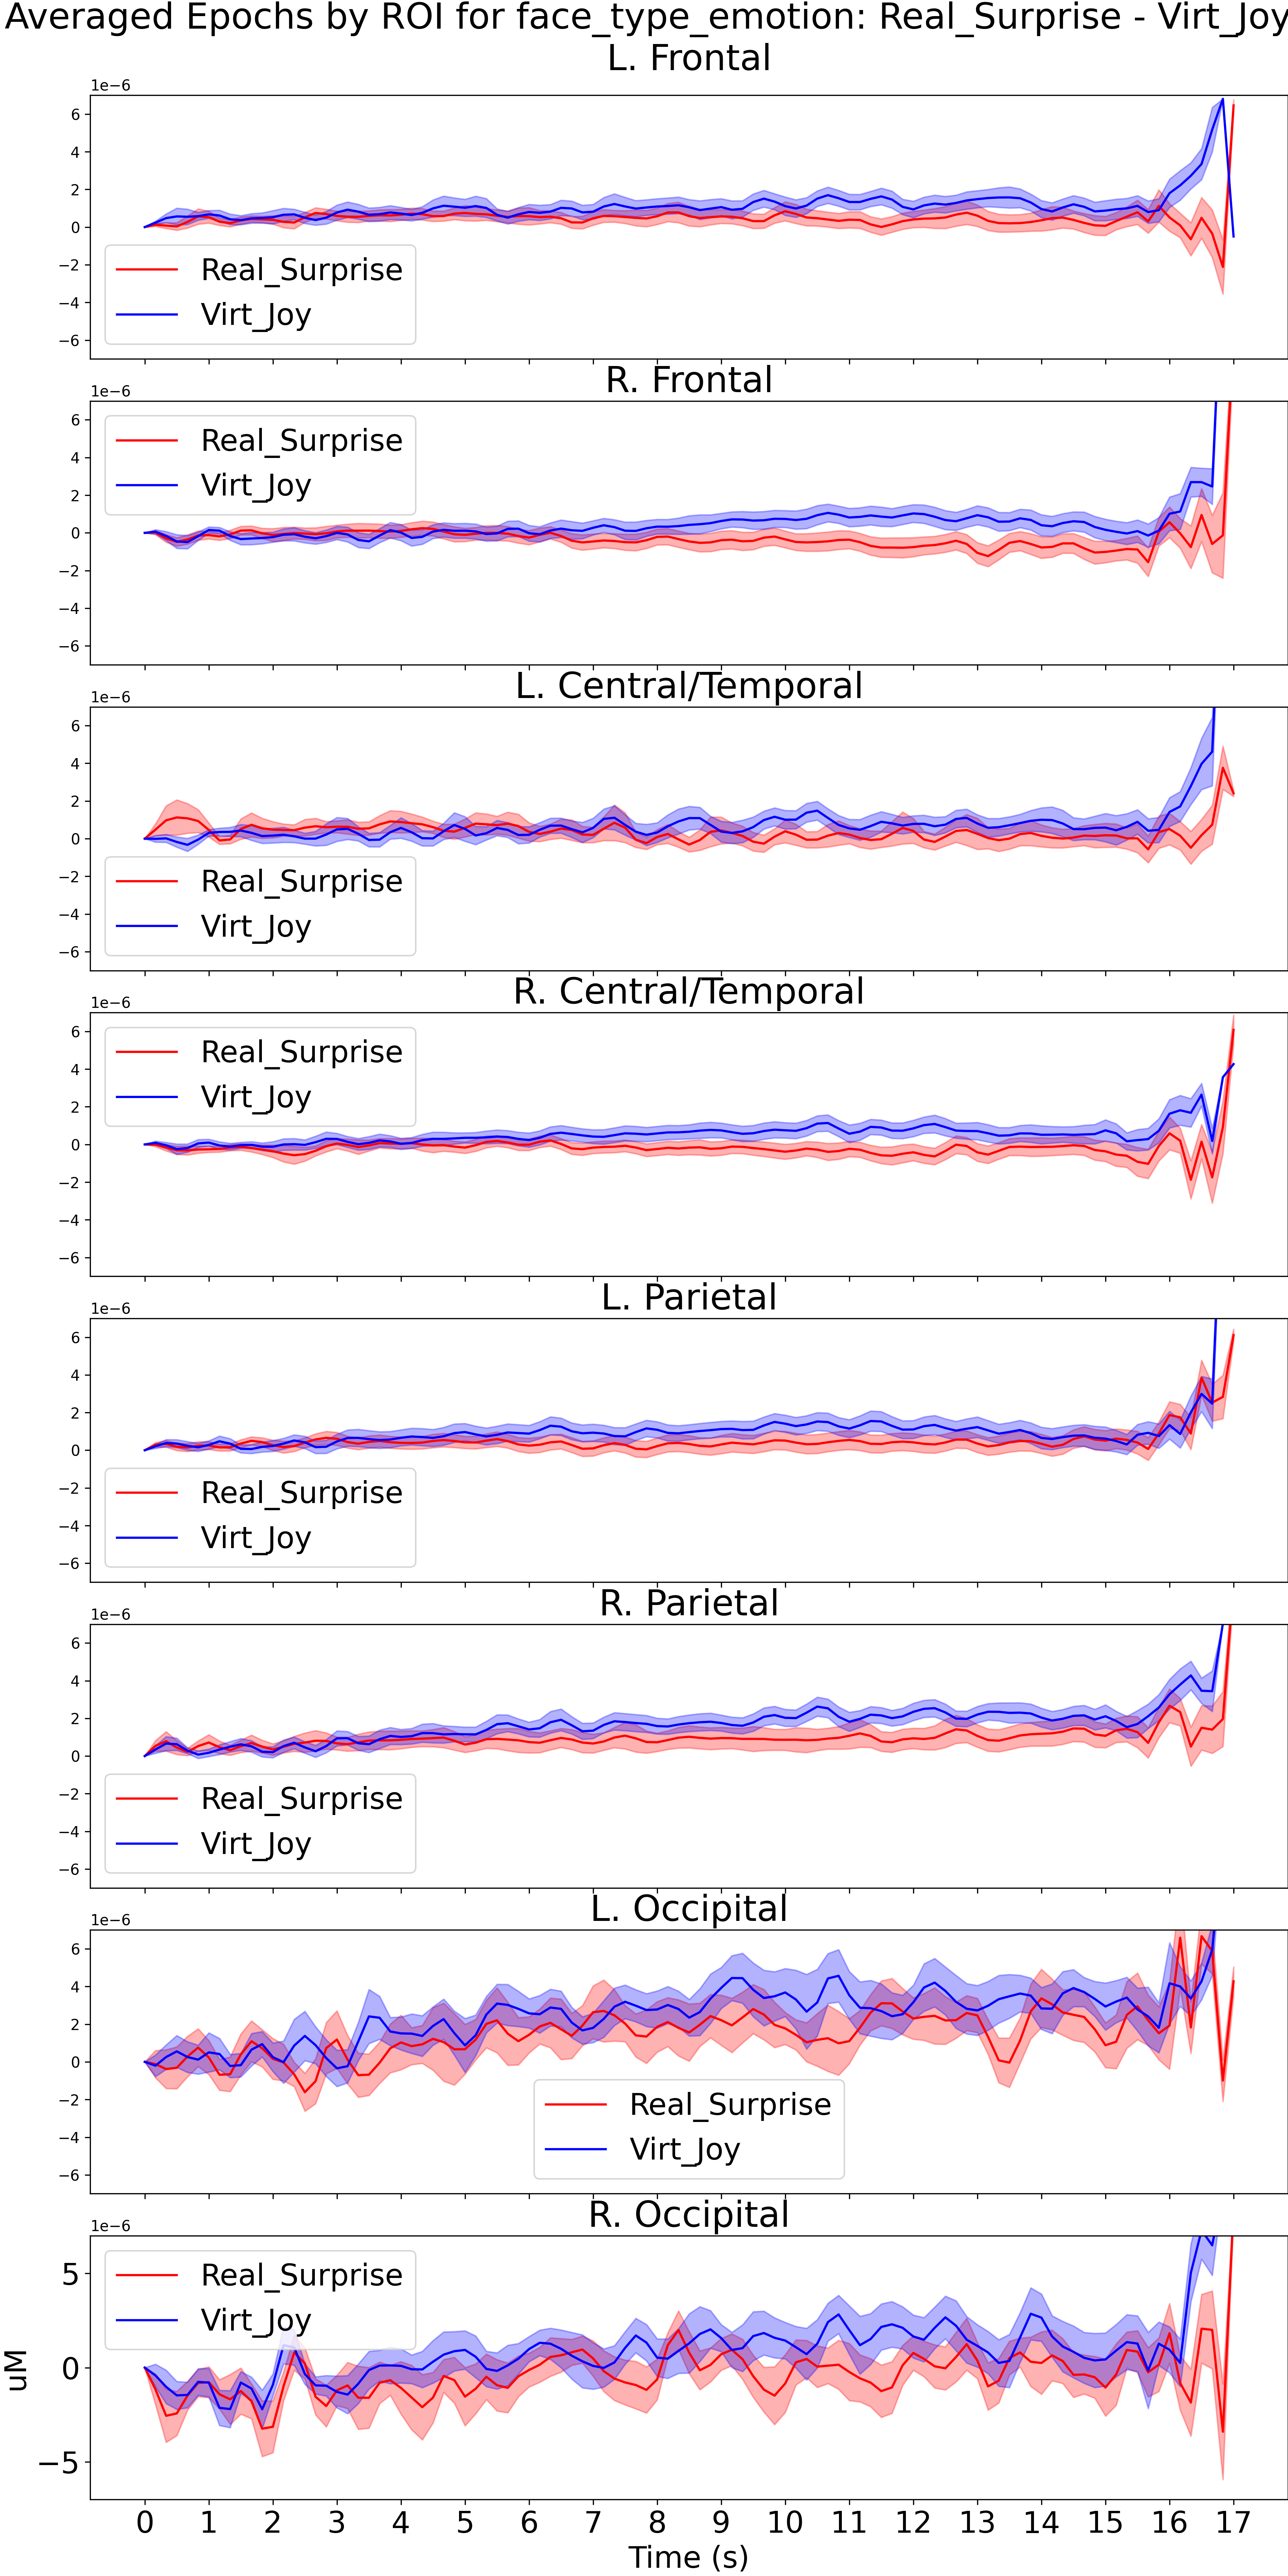 Averaged Epochs by ROI for face_type_emotion: Real_Surprise - Virt_Joy
L. Frontal
1e−6
6
4
2
0
−2
−4
−6
Real_Surprise
Virt_Joy
R. Frontal
1e−6
6
4
2
0
−2
−4
−6
Real_Surprise
Virt_Joy
L. Central/Temporal
1e−6
6
4
2
0
−2
−4
−6
Real_Surprise
Virt_Joy
R. Central/Temporal
1e−6
6
4
2
0
−2
−4
−6
Real_Surprise
Virt_Joy
L. Parietal
1e−6
6
4
2
0
−2
−4
−6
Real_Surprise
Virt_Joy
R. Parietal
1e−6
6
4
2
0
−2
−4
−6
Real_Surprise
Virt_Joy
L. Occipital
1e−6
6
4
2
0
−2
−4
−6
Real_Surprise
Virt_Joy
R. Occipital
1e−6
5
0
−5
uM
Real_Surprise
Virt_Joy
0 1 2 3 4 5 6 7 8 9 10 11 12 13 14 15 16 17
Time (s)